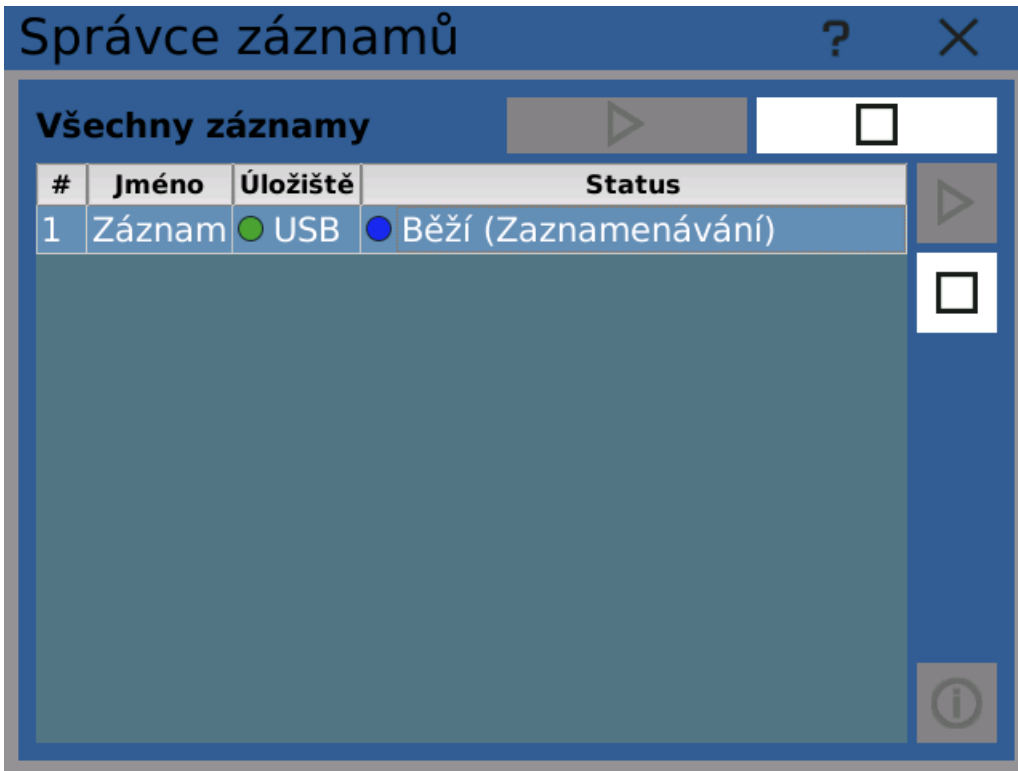 Správce záznamů ?
Všechny záznamy
# Jméno Úložiště Status
1 Záznam USB Běží (Zaznamenávání)